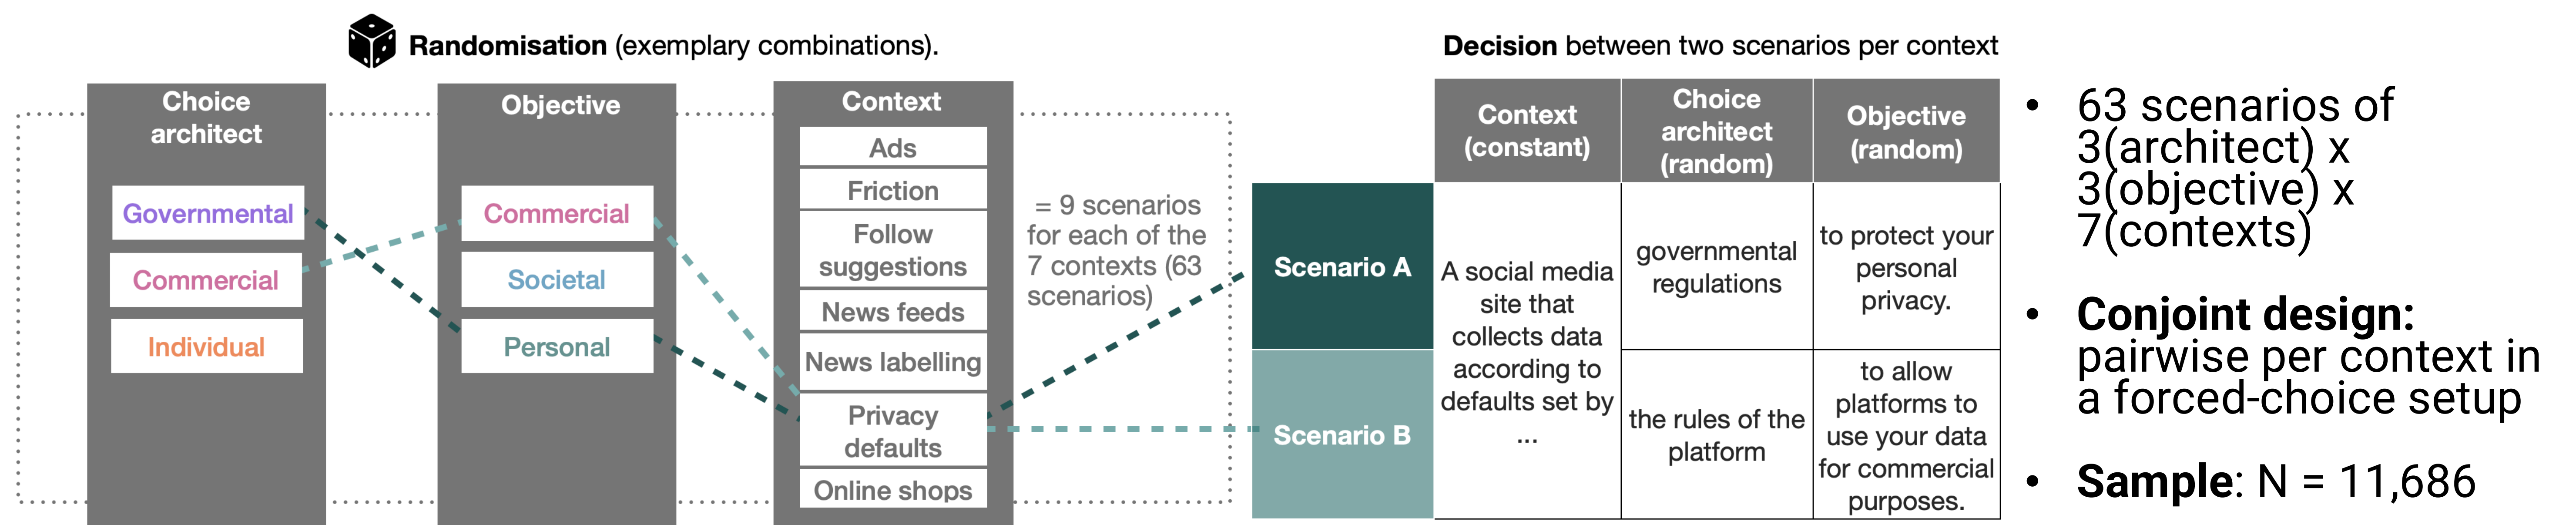 Randomisation (exemplary combinations).
Choice
architect
Governmental
Commercial
Individual
Objective
Commercial
Societal
Personal
Context
Ads
Friction
Follow
suggestions
News feeds
News labelling
Privacy
defaults
Online shops
= 9 scenarios
for each of the
7 contexts (63
scenarios)
Decision between two scenarios per context
Context
(constant)
Choice
architect
(random)
Objective
(random)
Scenario A
Scenario B
A social media
site that
collects data
according to
defaults set by
...
governmental
regulations
to protect your
personal
privacy.
the rules of the
platform
to allow
platforms to
use your data
for commercial
purposes.
• 63 scenarios of
3(architect) x
3(objective) x
7(contexts)
• Conjoint design:
pairwise per context in
a forced-choice setup
• Sample: N = 11,686